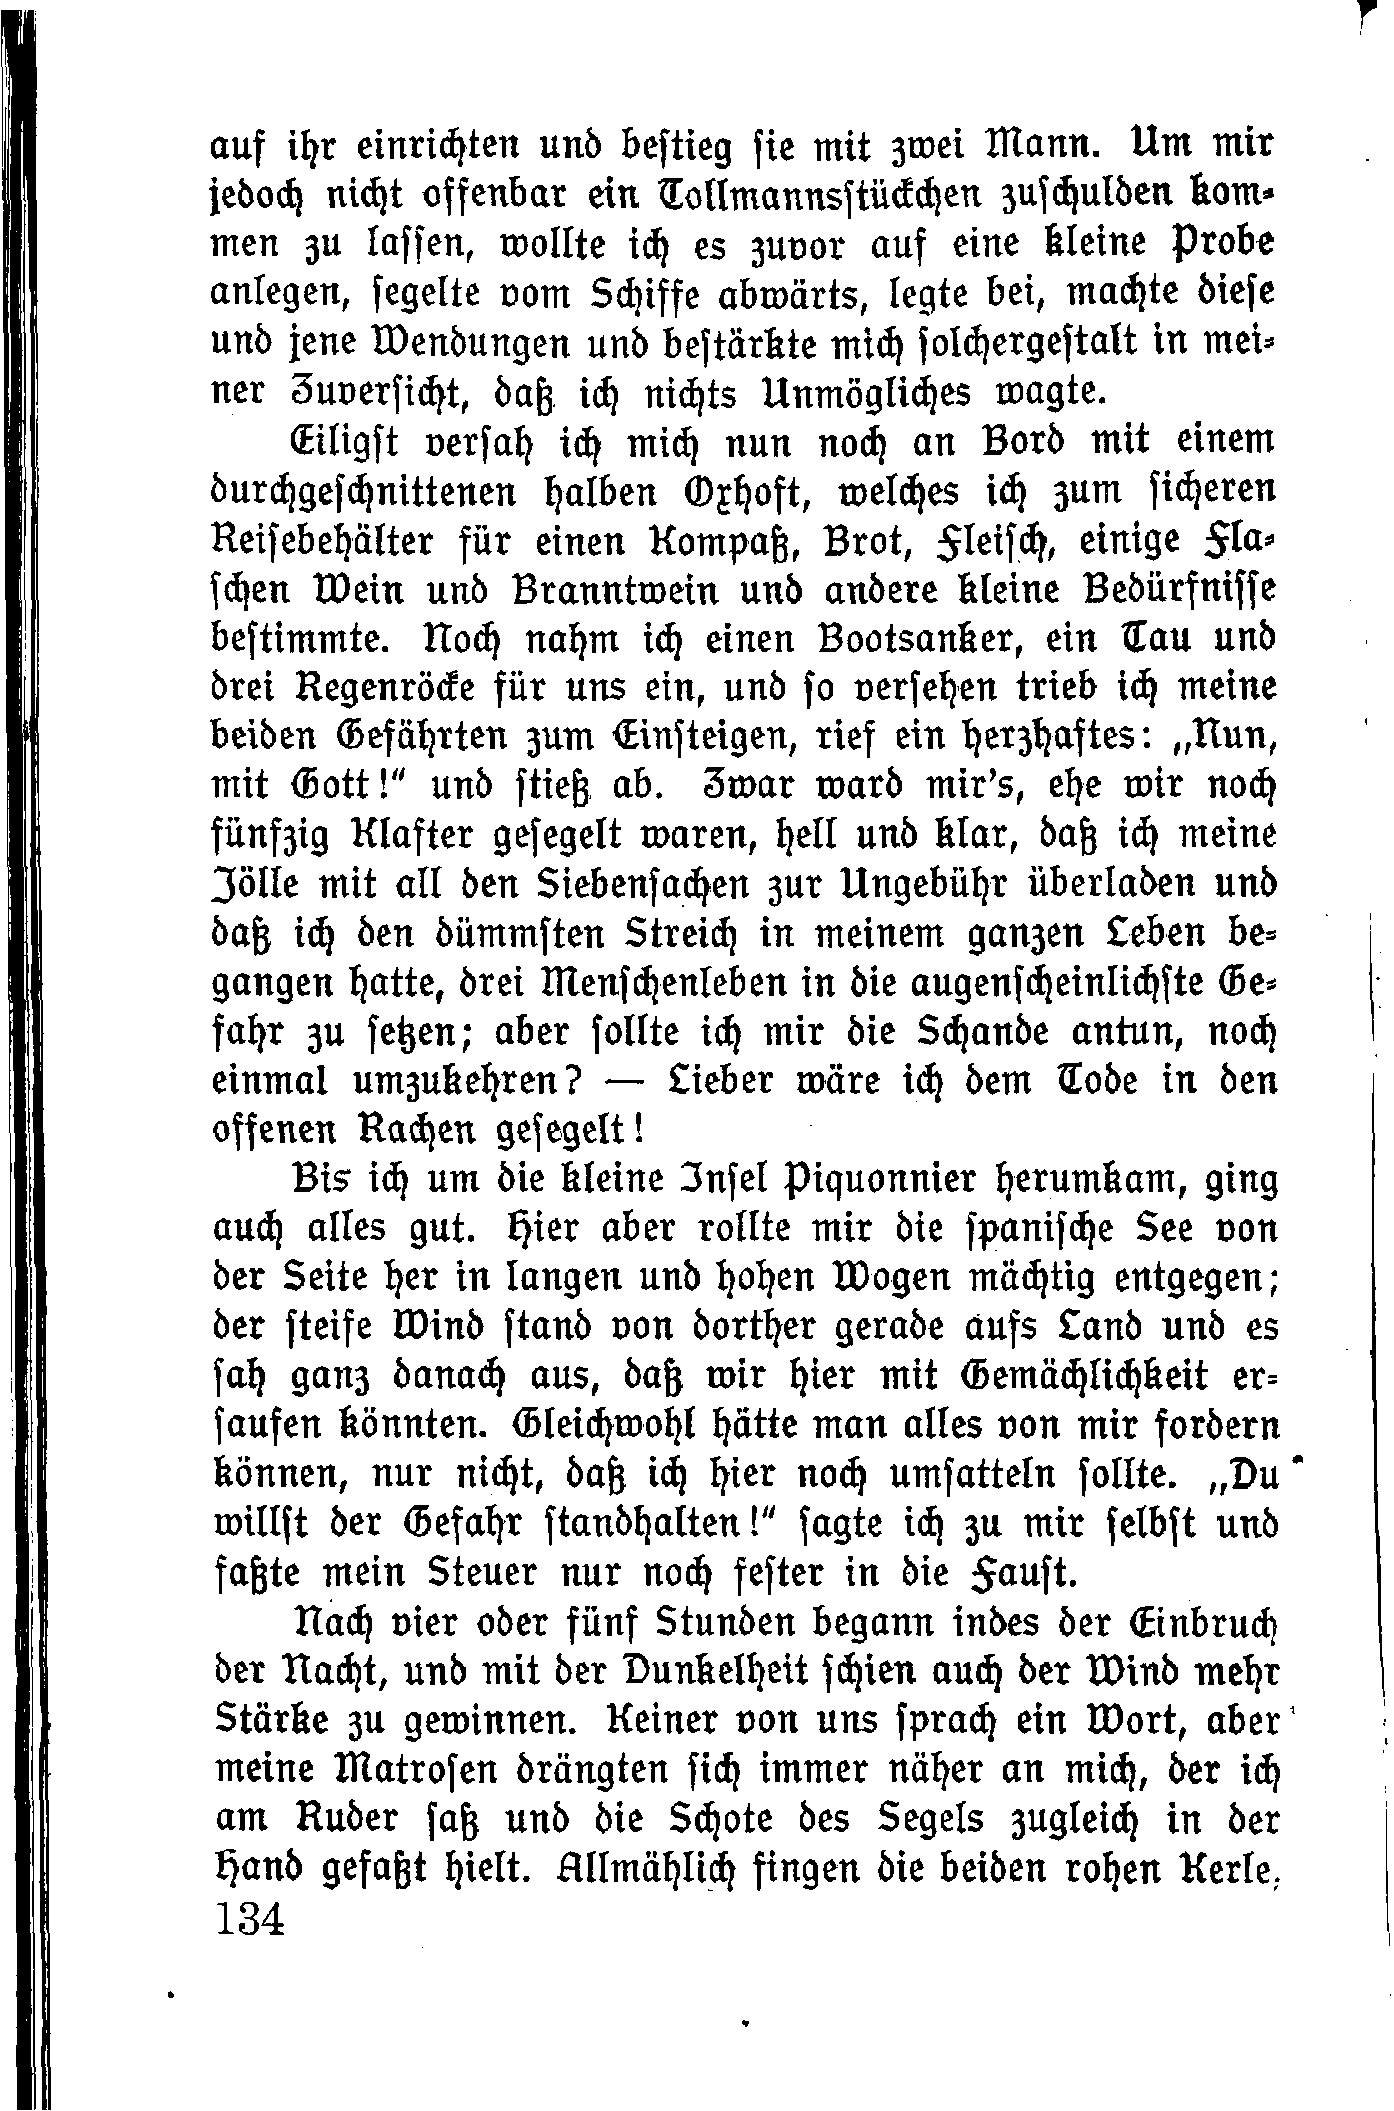 auf ihr einrichten und bestieg sie mit zwei Mann. Um mir
jedoch nicht offenbar ein Tollmannsstückchen zuschulden kom-
men zu lassen, wollte ich es zuvor auf eine kleine Probe
anlegen, segelte vom Schiffe abwärts, legte bei, machte diese
und jene Wendungen und bestärkte mich solchergestalt in mei-
ner Zuversicht, daß ich nichts Unmögliches wagte.
Eiligst versah ich mich nun noch an Bord mit einem
durchgeschnittenen halben Oxhoft, welches ich zum sicheren
Reisebehälter für einen Kompaß, Brot, Fleisch, einige Fla-
schen Wein und Branntwein und andere kleine Bedürfnisse
bestimmte. Noch nahm ich einen Bootsanker, ein Tau und
drei Regenröcke für uns ein, und so versehen trieb ich meine
beiden Gefährten zum Einsteigen, rief ein herzhaftes: „Nun,
mit Gott!“ und stieß ab. Zwar ward mir's, ehe wir noch
fünfzig Klafter gesegelt waren, hell und klar, daß ich meine
Jölle mit all den Siebensachen zur Ungebühr überladen und
daß ich den dümmsten Streich in meinem ganzen Leben be-
gangen hatte, drei Menschenleben in die augenscheinlichste Ge-
fahr zu setzen; aber sollte ich mir die Schande antun, noch
einmal umzukehren? — Lieber wäre ich dem Tode in den
offenen Rachen gesegelt!
Bis ich um die kleine Insel Piquonnier herumkam, ging
auch alles gut. Hier aber rollte mir die spanische See von
der Seite her in langen und hohen Wogen mächtig entgegen;
der steife Wind stand von dorther gerade aufs Land und es
sah ganz danach aus, daß wir hier mit Gemächlichkeit er-
saufen könnten. Gleichwohl hätte man alles von mir fordern
können, nur nicht, daß ich hier noch umsatteln sollte. „Du
willst der Gefahr standhalten!“ sagte ich zu mir selbst und
faßte mein Steuer nur noch fester in die Faust.
Nach vier oder fünf Stunden begann indes der Einbruch
der Nacht, und mit der Dunkelheit schien auch der Wind mehr
Stärke zu gewinnen. Keiner von uns sprach ein Wort, aber
meine Matrosen drängten sich immer näher an mich, der ich
am Ruder saß und die Schote des Segels zugleich in der
Hand gefaßt hielt. Allmählich fingen die beiden rohen Kerle,
134